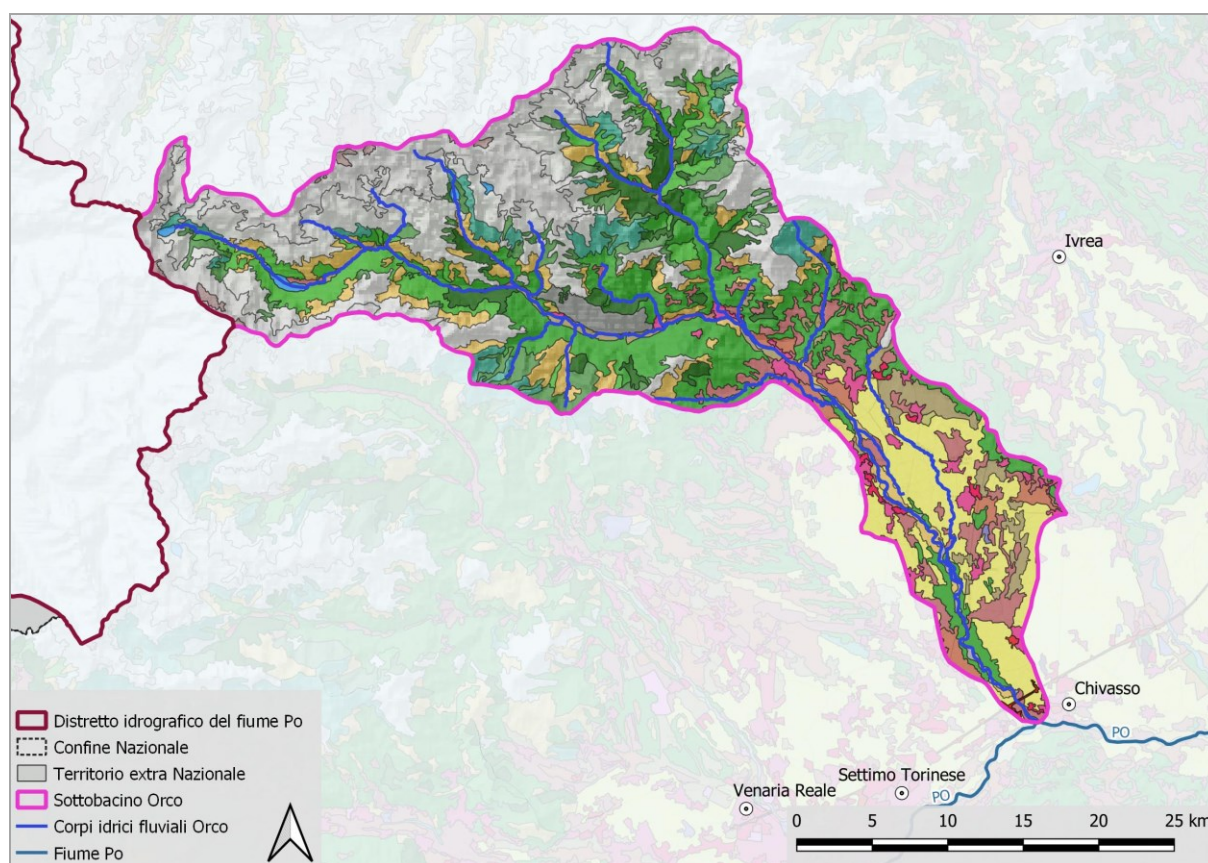 Ivrea
Chivasso
PO
Settimo Torinese
Venaria Reale
PO
Distretto idrografico del fiume Po
Confine Nazionale
Territorio extra Nazionale
Sottobacino Orco
Corpi idrici fluviali Orco
Fiume Po
0 5 10 15 20 25 km